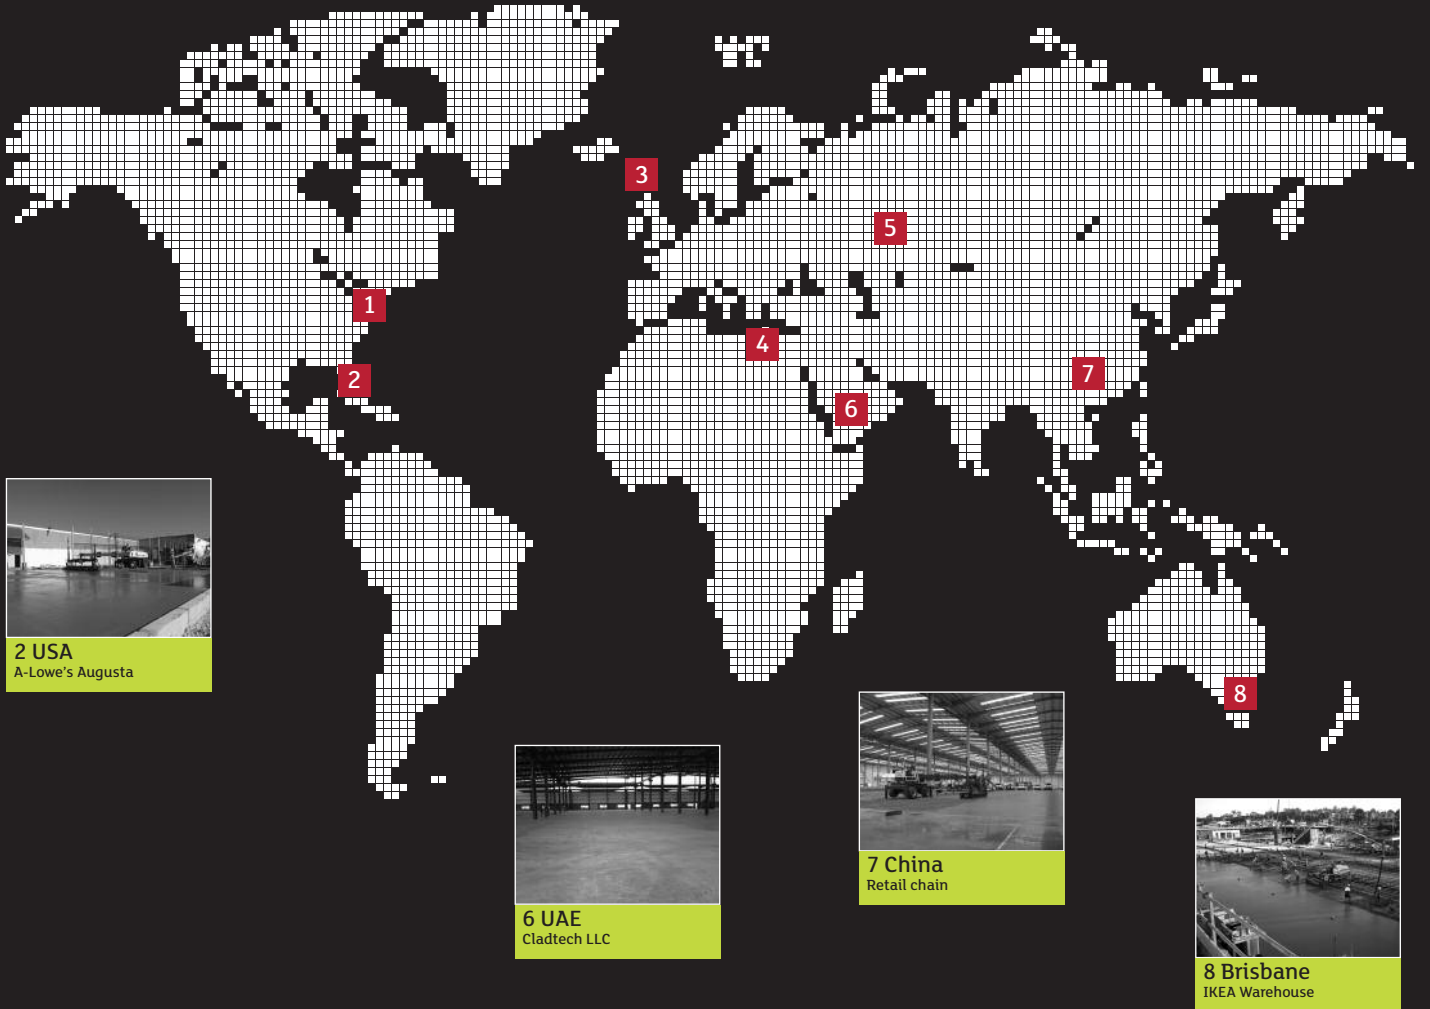 3
5
1
4
7
2
6
2 USA
A-Lowe's Augusta
8
7 China
Retail chain
6 UAE
Cladtech LLC
8 Brisbane
IKEA Warehouse